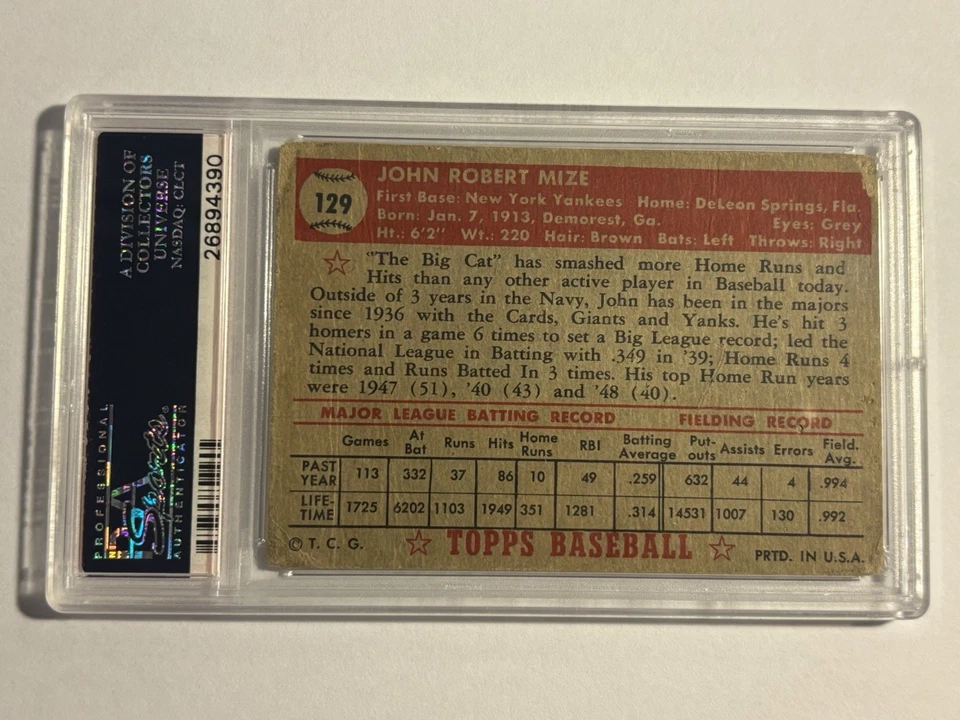 A DIVISION OF
COLLECTORS
UNIVERSE
NASDAQ: CLCT
26894390
PROFESSIONAL
Sports
AUTHENTICATOR
129
JOHN ROBERT MIZE
First Base: New York Yankees Home: DeLeon Springs, Fla.
Born: Jan. 7, 1913, Demorest, Ga. Eyes: Grey
Ht.: 6'2" Wt.: 220 Hair: Brown Bats: Left Throws: Right
"The Big Cat" has smashed more Home Runs and
Hits than any other active player in Baseball today.
Outside of 3 years in the Navy, John has been in the majors
since 1936 with the Cards, Giants and Yanks. He's hit 3
homers in a game 6 times to set a Big League record; led the
National League in Batting with .349 in '39; Home Runs 4
times and Runs Batted In 3 times. His top Home Run years
were 1947 (51), '40 (43) and '48 (40).
MAJOR LEAGUE BATTING RECORD FIELDING RECORD
Games At Bat Runs Hits Home Runs RBI Batting Average Put-outs Assists Errors Field. Avg.
PAST YEAR 113 332 37 86 10 49 .259 632 44 4 .994
LIFE-TIME 1725 6202 1103 1949 351 1281 .314 14531 1007 130 .992
© T. C. G. TOPPS BASEBALL PRTD. IN U.S.A.